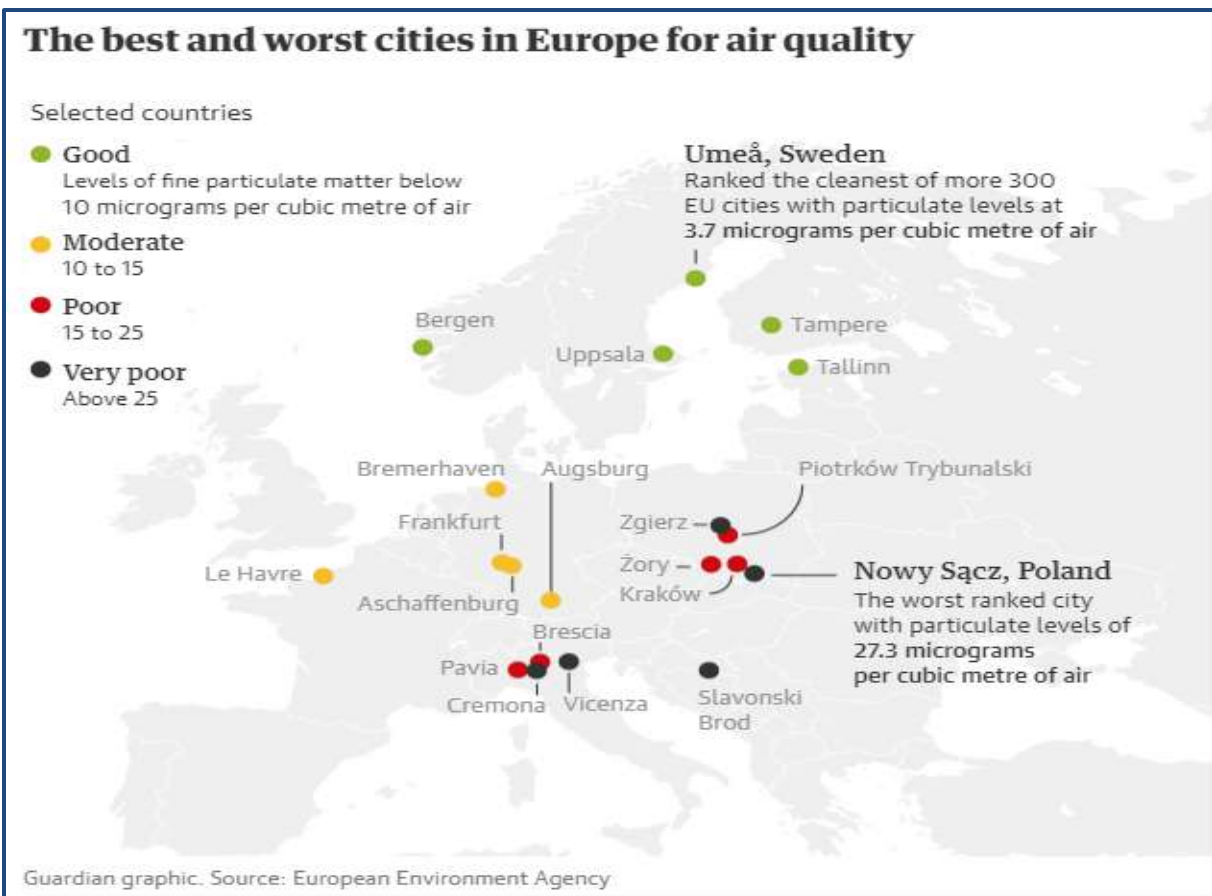 The best and worst cities in Europe for air quality
Selected countries
Good
Levels of fine particulate matter below
10 micrograms per cubic metre of air
Moderate
10 to 15
Poor
15 to 25
Very poor
Above 25
Umeå, Sweden
Ranked the cleanest of more 300
EU cities with particulate levels at
3.7 micrograms per cubic metre of air
Bergen
Uppsala
Tampere
Tallinn
Bremerhaven
Augsburg
Piotrków Trybunalski
Frankfurt
Zgierz
Le Havre
Żory
Aschaffenburg
Kraków
Nowy Sącz, Poland
The worst ranked city
with particulate levels of
27.3 micrograms
per cubic metre of air
Brescia
Pavia
Cremona
Vicenza
Slavonski
Brod
Guardian graphic. Source: European Environment Agency